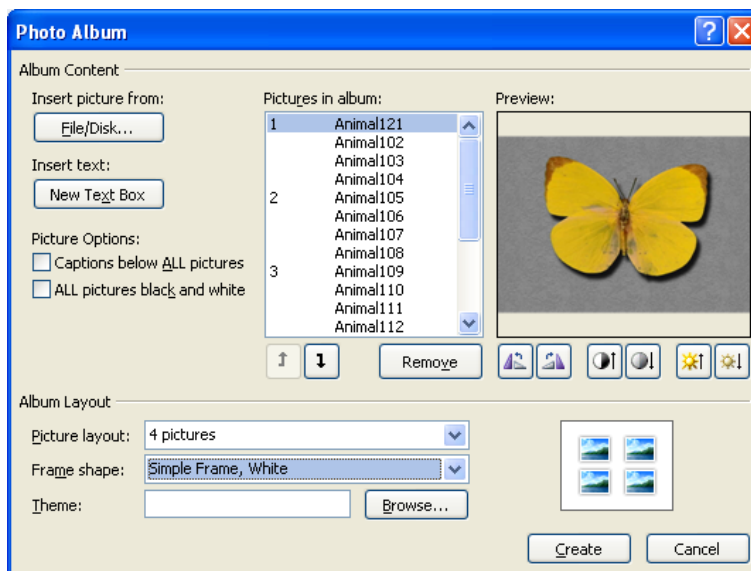 Photo Album
Album Content
Insert picture from:
File/Disk...
Insert text:
New Text Box
Picture Options:
Captions below ALL pictures
ALL pictures black and white
Pictures in album:
1 Animal121
Animal102
Animal103
Animal104
2 Animal105
Animal106
Animal107
Animal108
3 Animal109
Animal110
Animal111
Animal112
Remove
Preview:
Album Layout
Picture layout: 4 pictures
Frame shape: Simple Frame, White
Theme:
Browse...
Create
Cancel